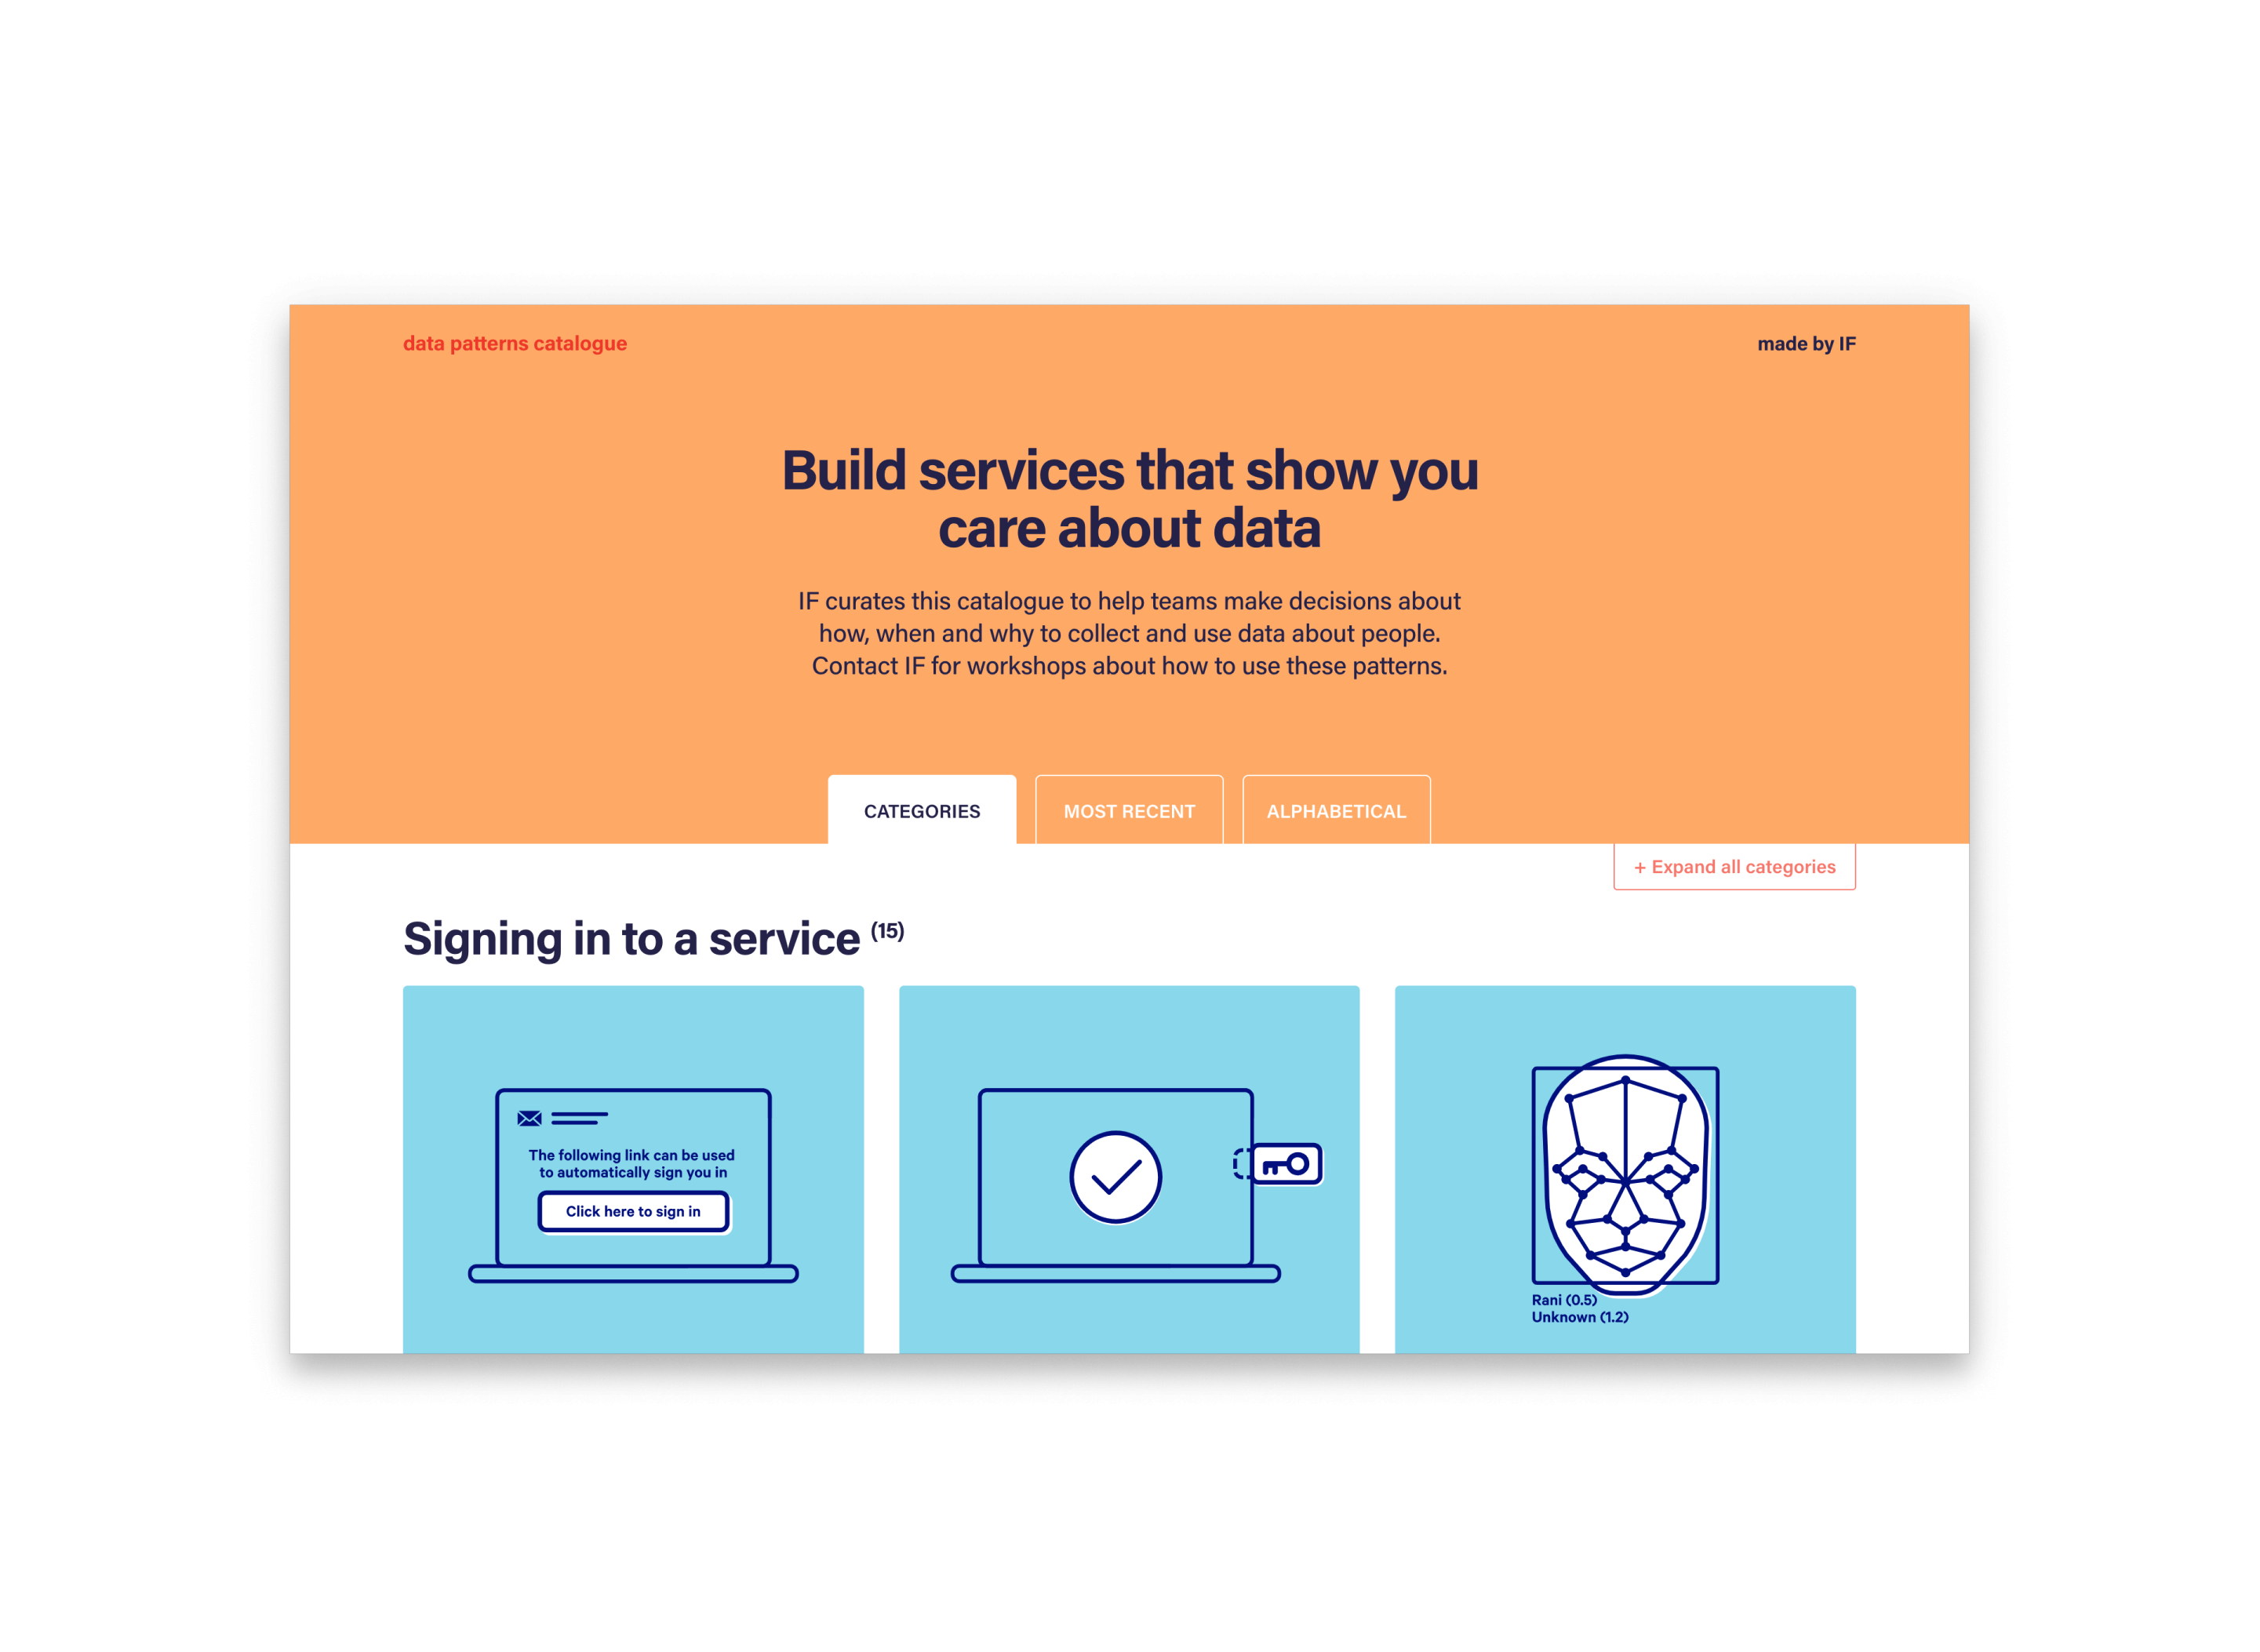 data patterns catalogue
made by IF
Build services that show you
care about data
IF curates this catalogue to help teams make decisions about
how, when and why to collect and use data about people.
Contact IF for workshops about how to use these patterns.
CATEGORIES
MOST RECENT
ALPHABETICAL
+ Expand all categories
Signing in to a service (15)
The following link can be used
to automatically sign you in
Click here to sign in
Rani (0.5)
Unknown (1.2)